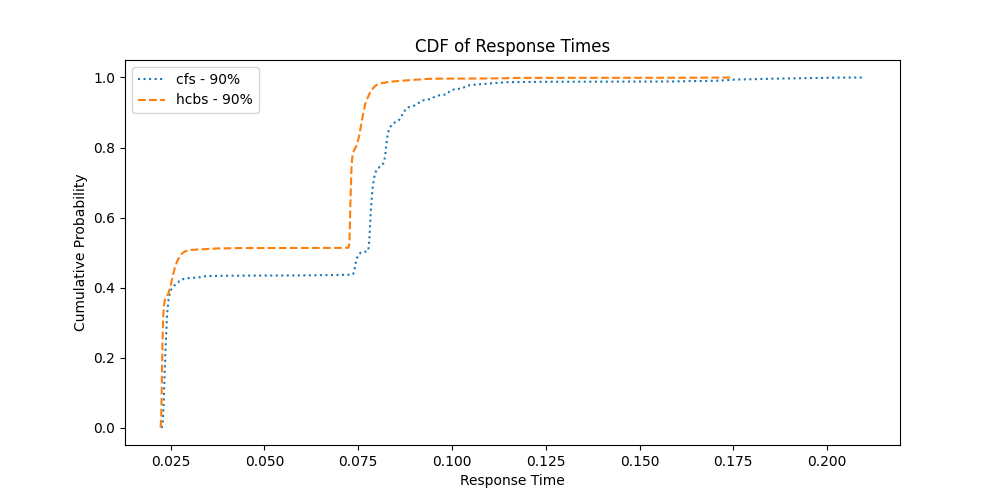 CDF of Response Times
cfs - 90%
hcbs - 90%
Cumulative Probability
1.0
0.8
0.6
0.4
0.2
0.0
0.025 0.050 0.075 0.100 0.125 0.150 0.175 0.200
Response Time